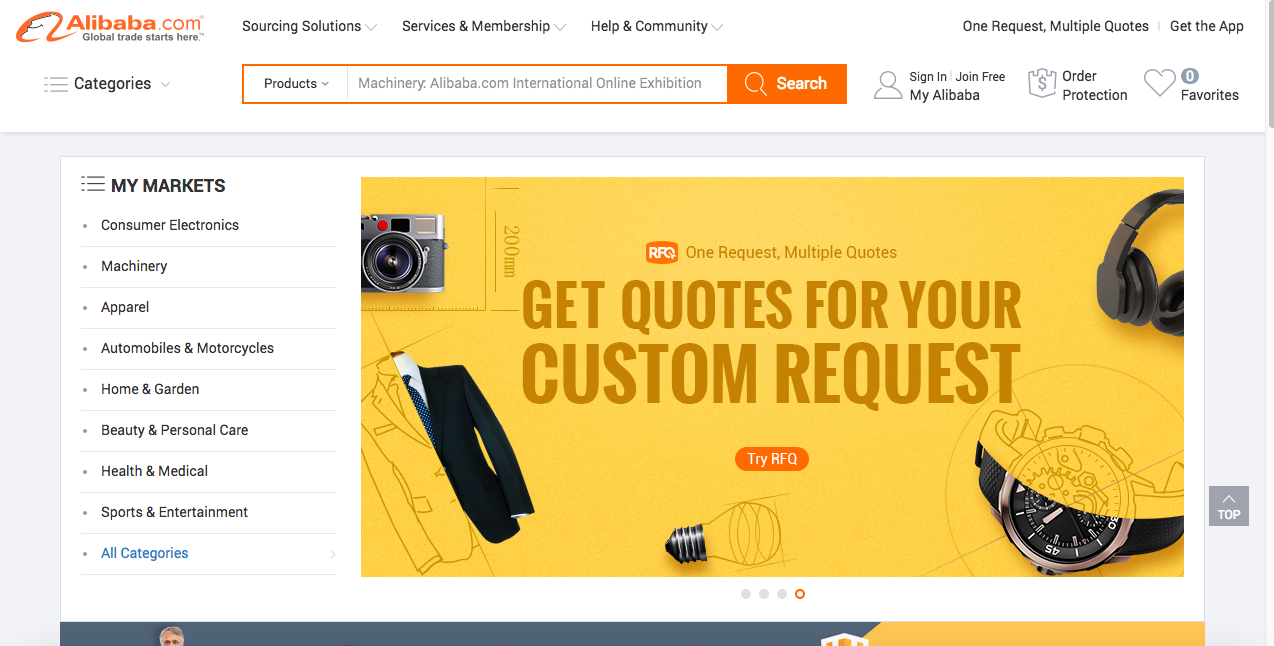 Alibaba.com
Global trade starts here.™
Sourcing Solutions
Services & Membership
Help & Community
One Request, Multiple Quotes
Get the App
Categories
Products
Machinery: Alibaba.com International Online Exhibition
Search
Sign In
Join Free
My Alibaba
$
Order
Protection
0
Favorites
MY MARKETS
Consumer Electronics
Machinery
Apparel
Automobiles & Motorcycles
Home & Garden
Beauty & Personal Care
Health & Medical
Sports & Entertainment
All Categories
200mm
RFQ
One Request, Multiple Quotes
GET QUOTES FOR YOUR
CUSTOM REQUEST
Try RFQ
45
TOP